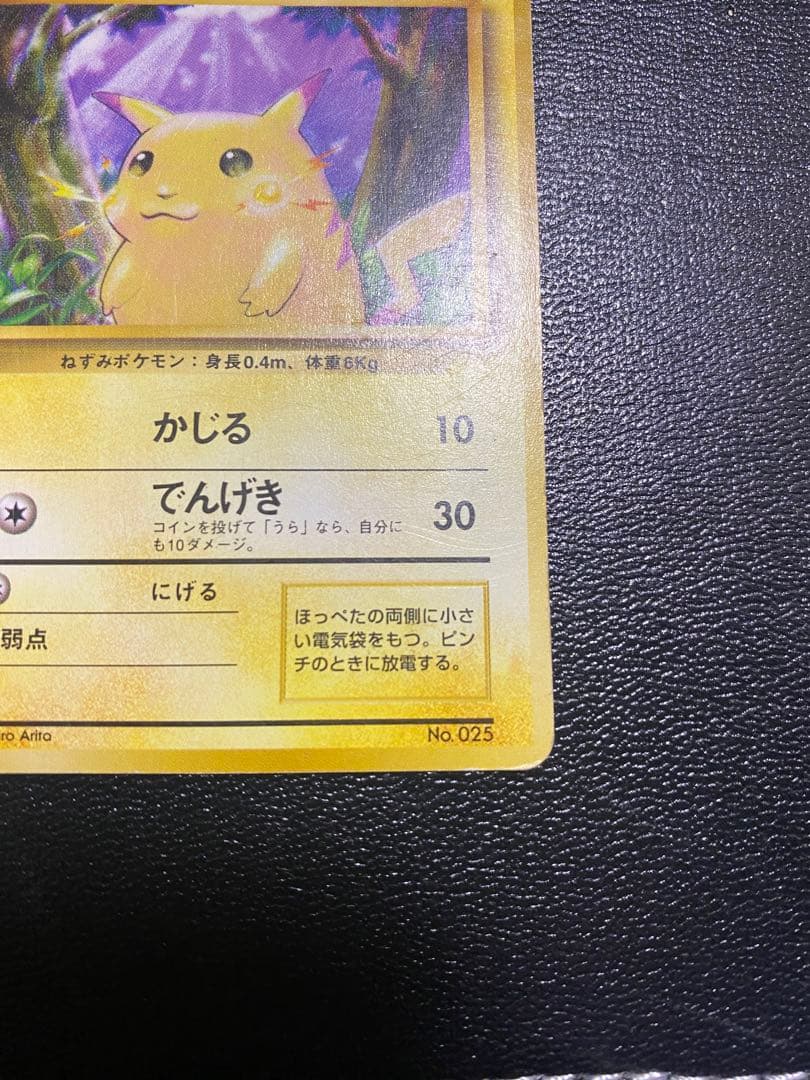 ねずみポケモン：身長0.4m、体重6Kg
かじる 10
でんげき 30
コインを投げて「うら」なら、自分に
も10ダメージ。
にげる
弱点
ほっぺたの両側に小さ
い電気袋をもつ。ピン
チのときに放電する。
ro Arita No. 025